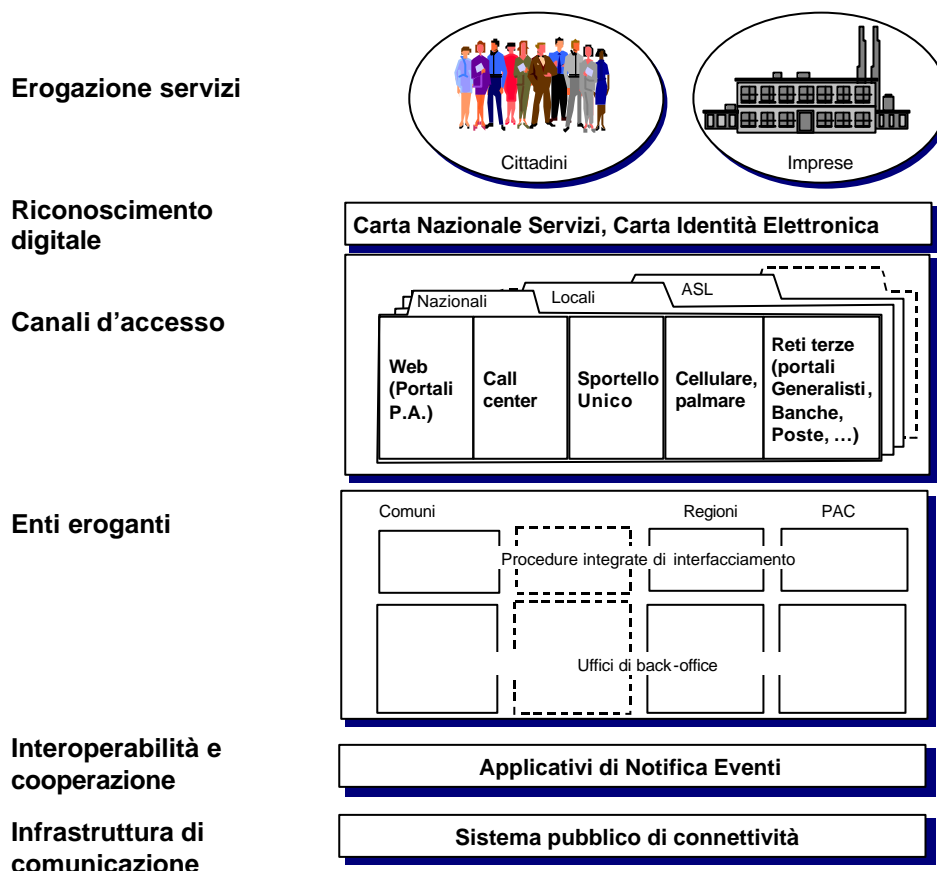 Erogazione servizi
Cittadini
Imprese
Riconoscimento
digitale
Carta Nazionale Servizi, Carta Identità Elettronica
Canali d'accesso
Nazionali
Locali
ASL
Web
(Portali
P.A.)
Call
center
Sportello
Unico
Cellulare,
palmare
Reti terze
(portali
Generalisti,
Banche,
Poste, …)
Enti eroganti
Comuni
Regioni
PAC
Procedure integrate di interfacciamento
Uffici di back-office
Interoperabilità e
cooperazione
Applicativi di Notifica Eventi
Infrastruttura di
comunicazione
Sistema pubblico di connettività